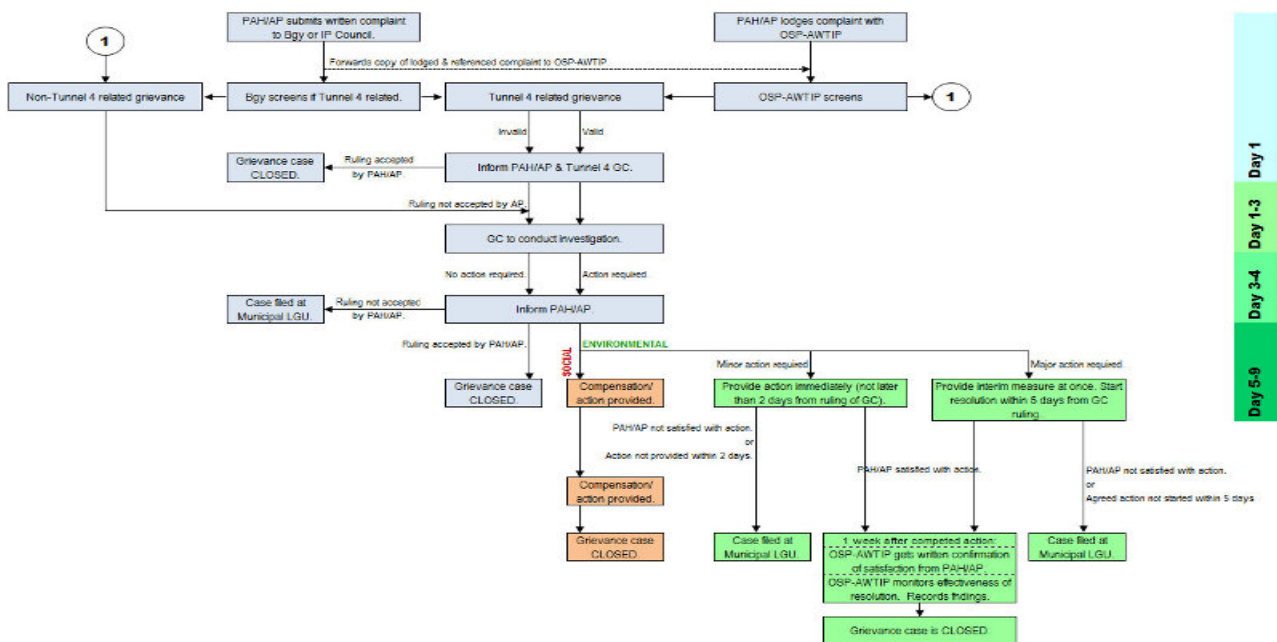 PAH/AP submits written complaint
to Bgy or IP Council.
PAH/AP lodges complaint with
OSP-AWTIP
1
Forwards copy of lodged & referenced complaint to OSP-AWTIP
Non-Tunnel 4 related grievance
Bgy screens if Tunnel 4 related.
Tunnel 4 related grievance
OSP-AWTIP screens
1
Invalid
Valid
Grievance case
CLOSED.
Ruling accepted
by PAH/AP.
Inform PAH/AP & Tunnel 4 GC.
Day 1
Ruling not accepted by AP.
GC to conduct investigation.
Day 1-3
No action required.
Action required.
Case filed at
Municipal LGU.
Ruling not accepted
by PAH/AP.
Inform PAH/AP.
Day 3-4
Ruling accepted by PAH/AP.
SOCIAL
ENVIRONMENTAL
Minor action required
Major action required.
Grievance case
CLOSED.
Compensation/
action provided.
Provide action immediately (not later
than 2 days from ruling of GC).
Provide interim measure at once. Start
resolution within 5 days from GC
ruling.
Day 5-9
PAH/AP not satisfied with action.
or
Action not provided within 2 days.
PAH/AP satisfied with action.
PAH/AP not satisfied with action.
or
Agreed action not started within 5 days
Compensation/
action provided.
Grievance case
CLOSED.
Case filed at
Municipal LGU.
1 week after competed action:
OSP-AWTIP gets written confirmation
of satisfaction from PAH/AP.
OSP-AWTIP monitors effectiveness of
resolution. Records findings.
Case filed at
Municipal LGU.
Grievance case is CLOSED.